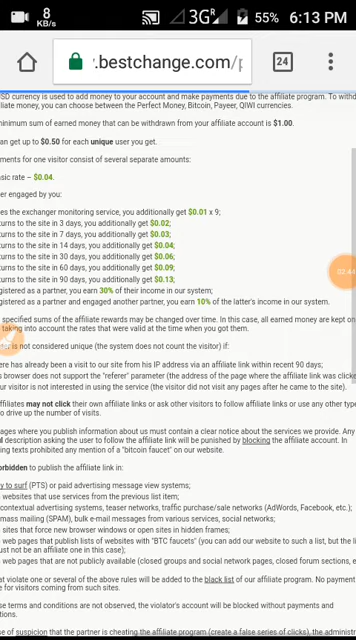 8 KB/s 3G R 55% 6:13 PM
.bestchange.com/ 24
SD currency is used to add money to your account and make payments due to the affiliate program. To withd
liate money, you can choose between the Perfect Money, Bitcoin, Payeer, QIWI currencies.
inimum sum of earned money that can be withdrawn from your affiliate account is $1.00.
an get up to $0.50 for each unique user you get.
ments for one visitor consist of several separate amounts:
asic rate – $0.04.
er engaged by you:
es the exchanger monitoring service, you additionally get $0.01 x 9;
turns to the site in 3 days, you additionally get $0.02;
turns to the site in 7 days, you additionally get $0.03;
turns to the site in 14 days, you additionally get $0.04;
turns to the site in 30 days, you additionally get $0.06;
turns to the site in 60 days, you additionally get $0.09;
turns to the site in 90 days, you additionally get $0.13;
gistered as a partner, you earn 30% of their income in our system;
gistered as a partner and engaged another partner, you earn 10% of the latter's income in our system.
02:44
specified sums of the affiliate rewards may be changed over time. In this case, all earned money are kept on
taking into account the rates that were valid at the time when you got them.
er is not considered unique (the system does not count the visitor) if:
ere has already been a visit to our site from his IP address via an affiliate link within recent 90 days;
s browser does not support the "referer" parameter (the address of the page where the affiliate link was clicke
ur visitor is not interested in using the service (the visitor did not visit any pages after he came to the site).
ffiliates may not click their own affiliate links or ask other visitors to follow affiliate links or use any other type
o drive up the number of visits.
ages where you publish information about us must contain a clear notice about the services we provide. Any
ul description asking the user to follow the affiliate link will be punished by blocking the affiliate account. In
ing texts prohibited any mention of a "bitcoin faucet" on our website.
orbidden to publish the affiliate link in:
y to surf (PTS) or paid advertising message view systems;
websites that use services from the previous list item;
contextual advertising systems, teaser networks, traffic purchase/sale networks (AdWords, Facebook, etc.);
mass mailing (SPAM), bulk e-mail messages from various services, social networks;
sites that force new browser windows or open sites in hidden frames;
web pages that publish lists of websites with "BTC faucets" (you can add our website to such a list, but the li
ust not be an affiliate one in this case);
web pages that are not publicly available (closed groups and social network pages, closed forum sections, e
at violate one or several of the above rules will be added to the black list of our affiliate program. No payment
e for visitors coming from such sites.
se terms and conditions are not observed, the violator's account will be blocked without payments and
tions.
se of suspicion that the partner is cheating the affiliate program (create a false series of clicks), the administ